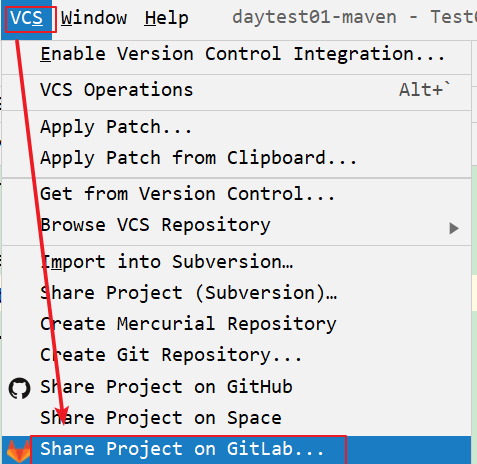 VCS Window Help daytest01-maven - Test
Enable Version Control Integration...
VCS Operations Alt+`
Apply Patch...
Apply Patch from Clipboard...
Get from Version Control...
Browse VCS Repository
Import into Subversion…
Share Project (Subversion)…
Create Mercurial Repository
Create Git Repository...
Share Project on GitHub
Share Project on Space
Share Project on GitLab...